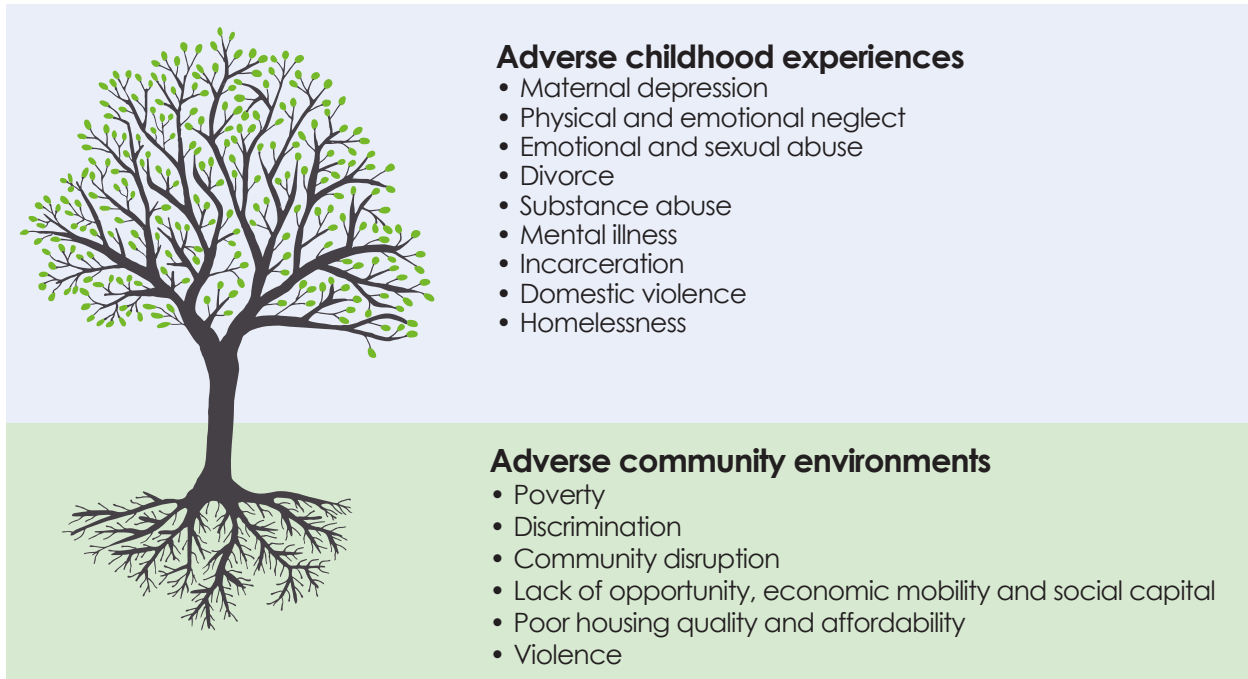 Adverse childhood experiences
• Maternal depression
• Physical and emotional neglect
• Emotional and sexual abuse
• Divorce
• Substance abuse
• Mental illness
• Incarceration
• Domestic violence
• Homelessness
Adverse community environments
• Poverty
• Discrimination
• Community disruption
• Lack of opportunity, economic mobility and social capital
• Poor housing quality and affordability
• Violence